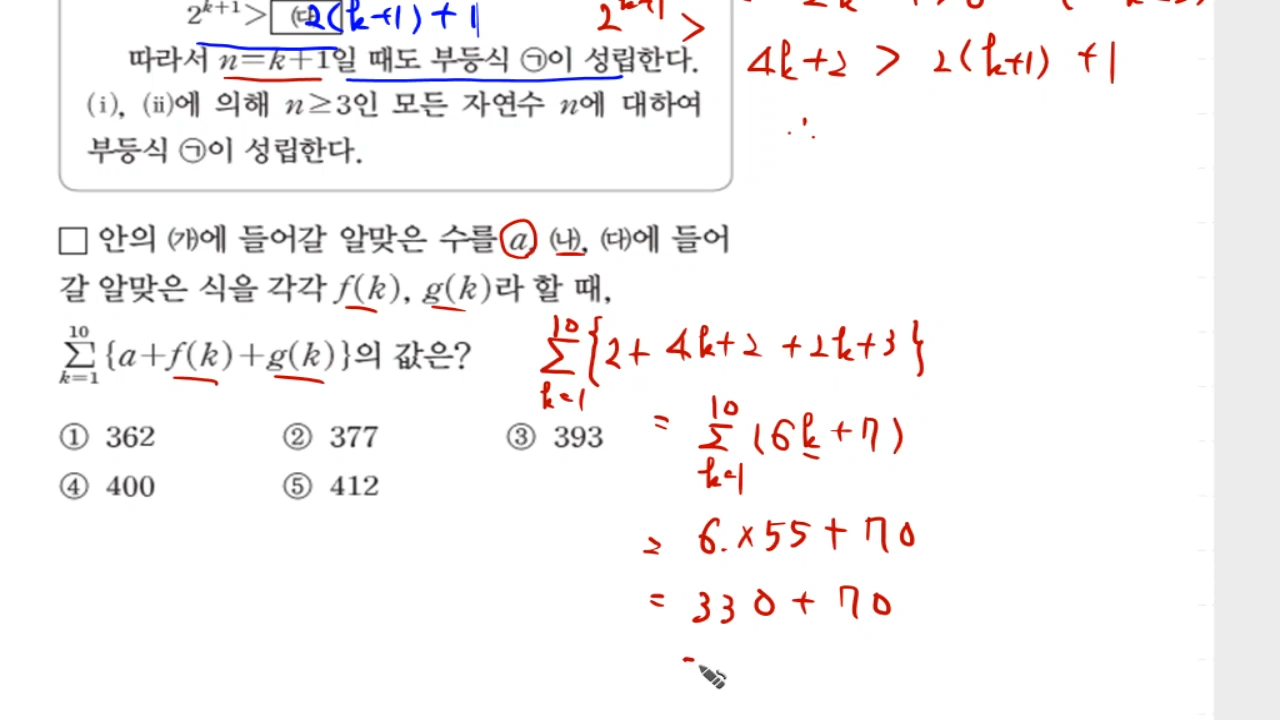 2^{k+1} > (다) 2(k+1)+1
따라서 n=k+1일 때도 부등식 ㉠이 성립한다.
(ⅰ), (ⅱ)에 의해 n≥3인 모든 자연수 n에 대하여
부등식 ㉠이 성립한다.
2^{k+1} >
4k+2 > 2(k+1) +1
∴
□ 안의 ㈎에 들어갈 알맞은 수를 a, ㈏, ㈐에 들어
갈 알맞은 식을 각각 f(k), g(k)라 할 때,
\sum_{k=1}^{10} {a+f(k)+g(k)}의 값은?
① 362 ② 377 ③ 393
④ 400 ⑤ 412
\sum_{k=1}^{10} {2+ 4k+2 +2k+3}
= \sum_{k=1}^{10} (6k+7)
= 6.×55+70
= 330+70